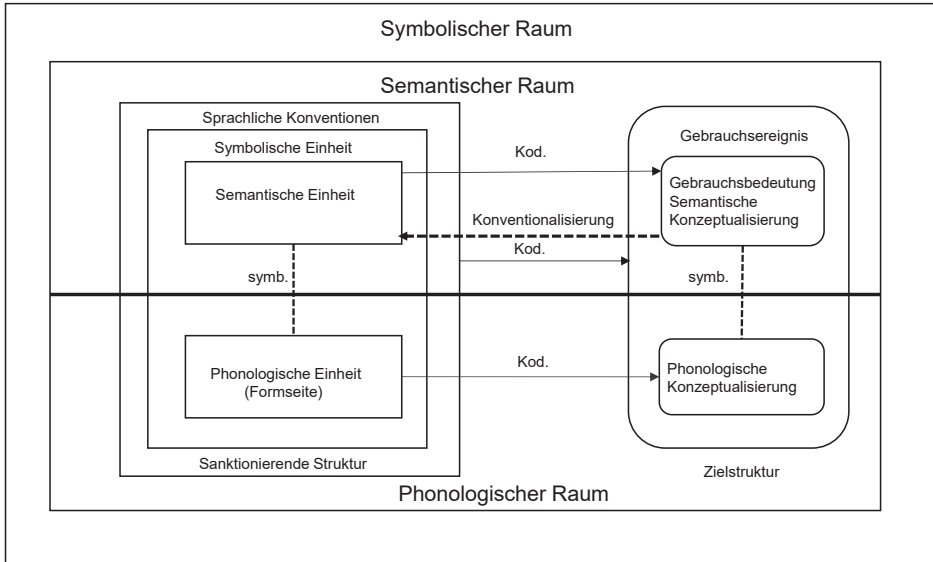 Symbolischer Raum
Semantischer Raum
Sprachliche Konventionen
Symbolische Einheit
Semantische Einheit
Kod.
Gebrauchsereignis
Gebrauchsbedeutung
Semantische
Konzeptualisierung
Konventionalisierung
Kod.
symb.
symb.
Phonologische Einheit
(Formseite)
Kod.
Phonologische
Konzeptualisierung
Sanktionierende Struktur
Zielstruktur
Phonologischer Raum